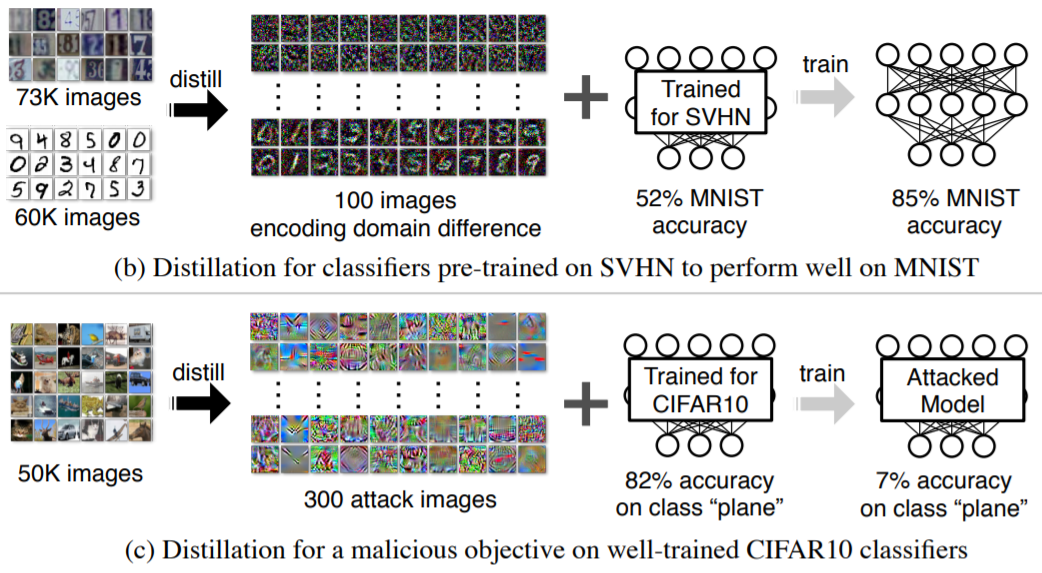 73K images
60K images
distill
100 images
encoding domain difference
Trained
for SVHN
52% MNIST
accuracy
train
85% MNIST
accuracy
9 4 8 5 0 0
0 2 3 4 8 7
5 9 2 7 5 3
(b) Distillation for classifiers pre-trained on SVHN to perform well on MNIST
50K images
distill
300 attack images
Trained for
CIFAR10
82% accuracy
on class “plane”
train
Attacked
Model
7% accuracy
on class “plane”
(c) Distillation for a malicious objective on well-trained CIFAR10 classifiers